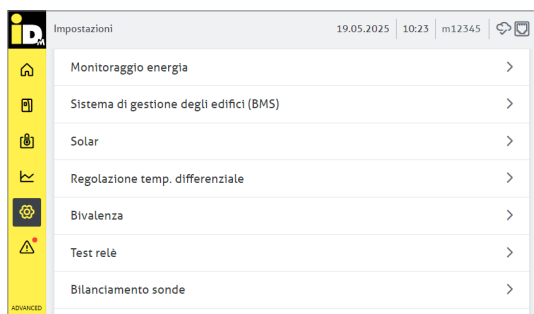 iDM
Impostazioni 19.05.2025 10:23 m12345
Monitoraggio energia
Sistema di gestione degli edifici (BMS)
Solar
Regolazione temp. differenziale
Bivalenza
Test relè
Bilanciamento sonde
ADVANCED